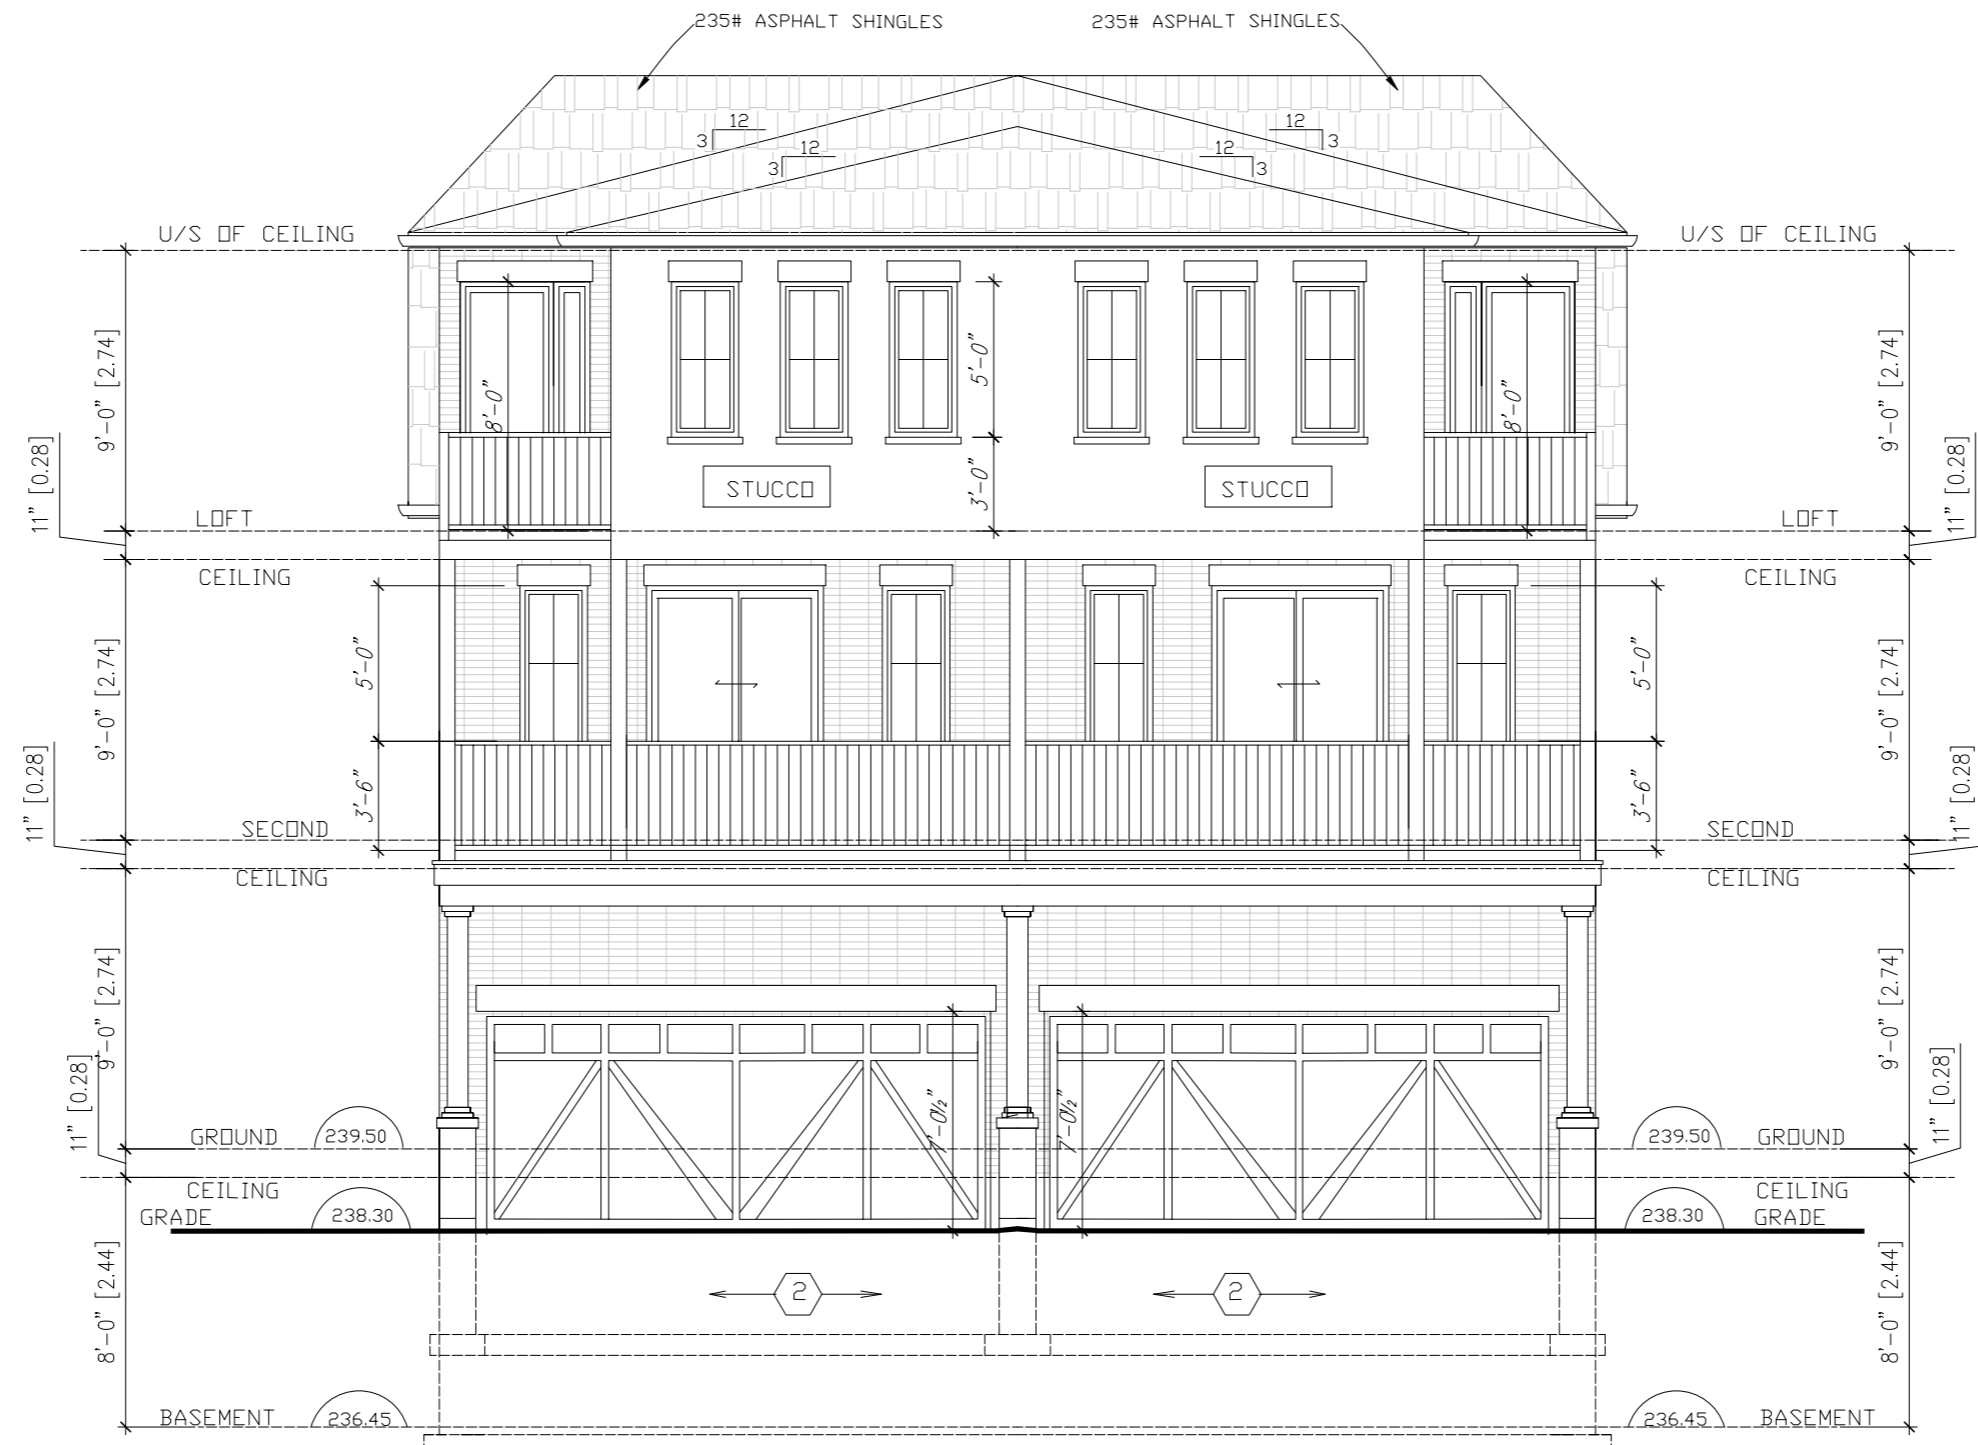 235# ASPHALT SHINGLES 235# ASPHALT SHINGLES
12 12
3 3
12 12
3 3
U/S OF CEILING U/S OF CEILING
9'-0" [2.74] 8'-0" 5'-0" 8'-0" 9'-0" [2.74]
11" [0.28] STUCCO 3'-0" STUCCO 11" [0.28]
LOFT LOFT
CEILING CEILING
9'-0" [2.74] 5'-0" 5'-0" 9'-0" [2.74]
11" [0.28] 3'-6" 3'-6" 11" [0.28]
SECOND SECOND
CEILING CEILING
9'-0" [2.74] 9'-0" [2.74]
11" [0.28] 7'-0½" 7'-0½" 11" [0.28]
GROUND 239.50 239.50 GROUND
CEILING CEILING
GRADE 238.30 238.30 GRADE
8'-0" [2.44] 2 2 8'-0" [2.44]
BASEMENT 236.45 236.45 BASEMENT